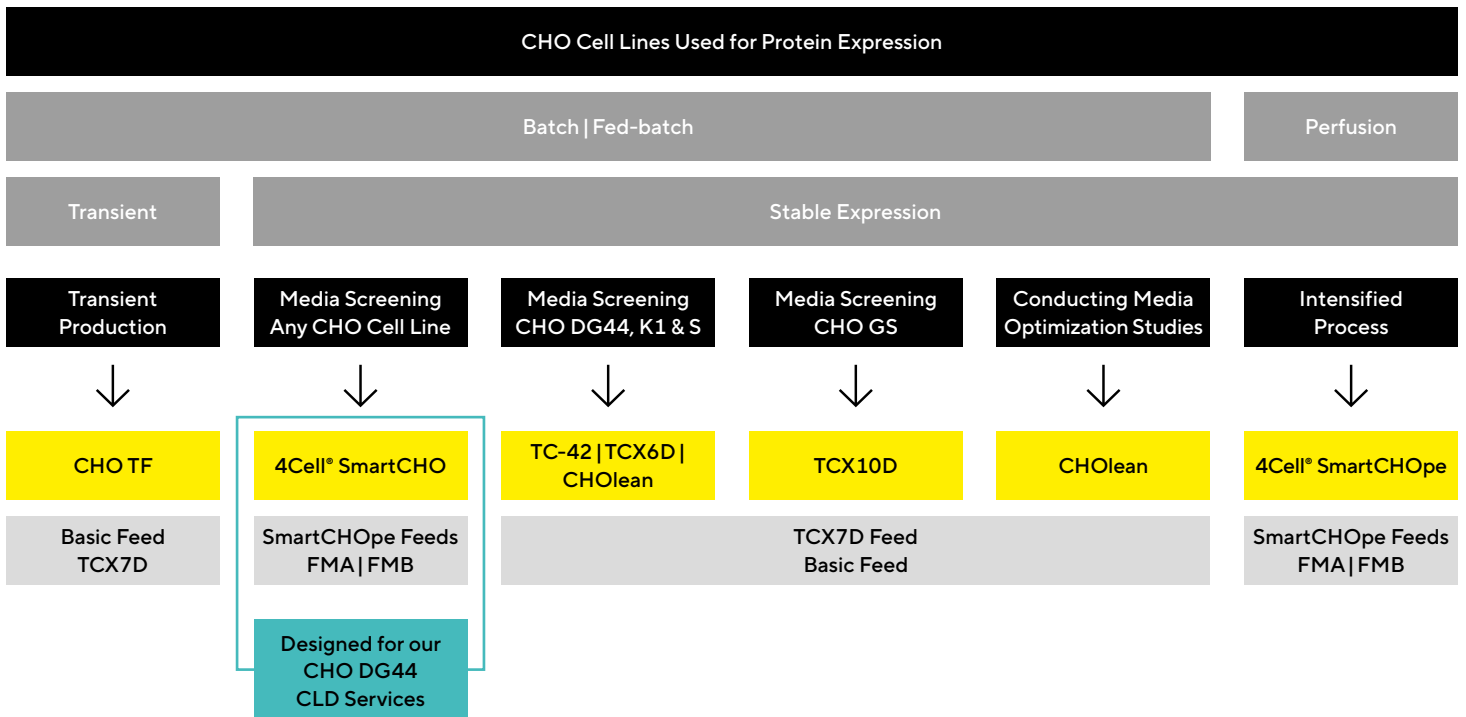 CHO Cell Lines Used for Protein Expression
Batch | Fed-batch
Perfusion
Transient
Stable Expression
Transient
Production
Media Screening
Any CHO Cell Line
Media Screening
CHO DG44, K1 & S
Media Screening
CHO GS
Conducting Media
Optimization Studies
Intensified
Process
CHO TF
4Cell® SmartCHO
TC-42 | TCX6D |
CHOlean
TCX10D
CHOlean
4Cell® SmartCHOpe
Basic Feed
TCX7D
SmartCHOpe Feeds
FMA | FMB
TCX7D Feed
Basic Feed
SmartCHOpe Feeds
FMA | FMB
Designed for our
CHO DG44
CLD Services